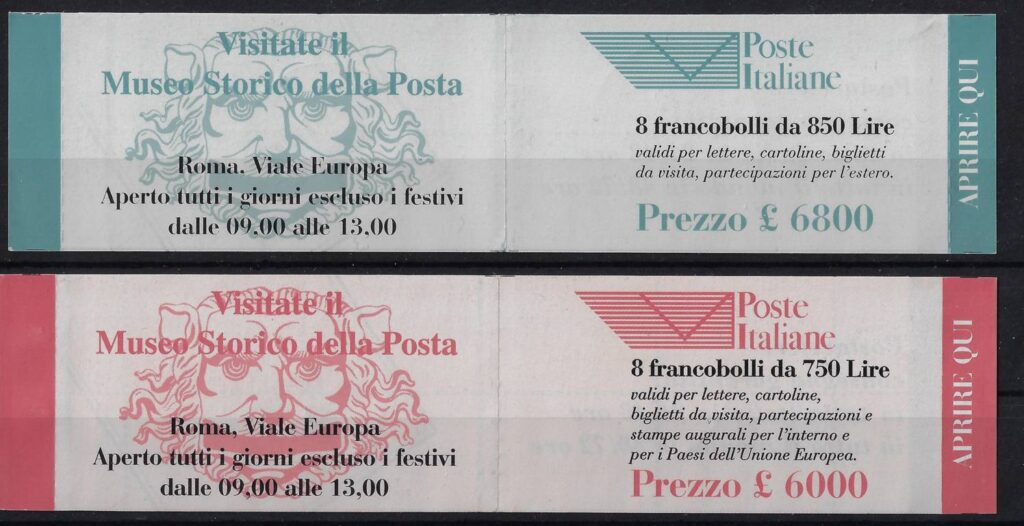 Visitate il
Museo Storico della Posta
Roma, Viale Europa
Aperto tutti i giorni escluso i festivi
dalle 09,00 alle 13,00
Poste
Italiane
8 francobolli da 850 Lire
validi per lettere, cartoline, biglietti
da visita, partecipazioni per l'estero.
Prezzo £ 6800
APRIRE QUI
Visitate il
Museo Storico della Posta
Roma, Viale Europa
Aperto tutti i giorni escluso i festivi
dalle 09,00 alle 13,00
Poste
Italiane
8 francobolli da 750 Lire
validi per lettere, cartoline,
biglietti da visita, partecipazioni e
stampe augurali per l'interno e
per i Paesi dell'Unione Europea.
Prezzo £ 6000
APRIRE QUI